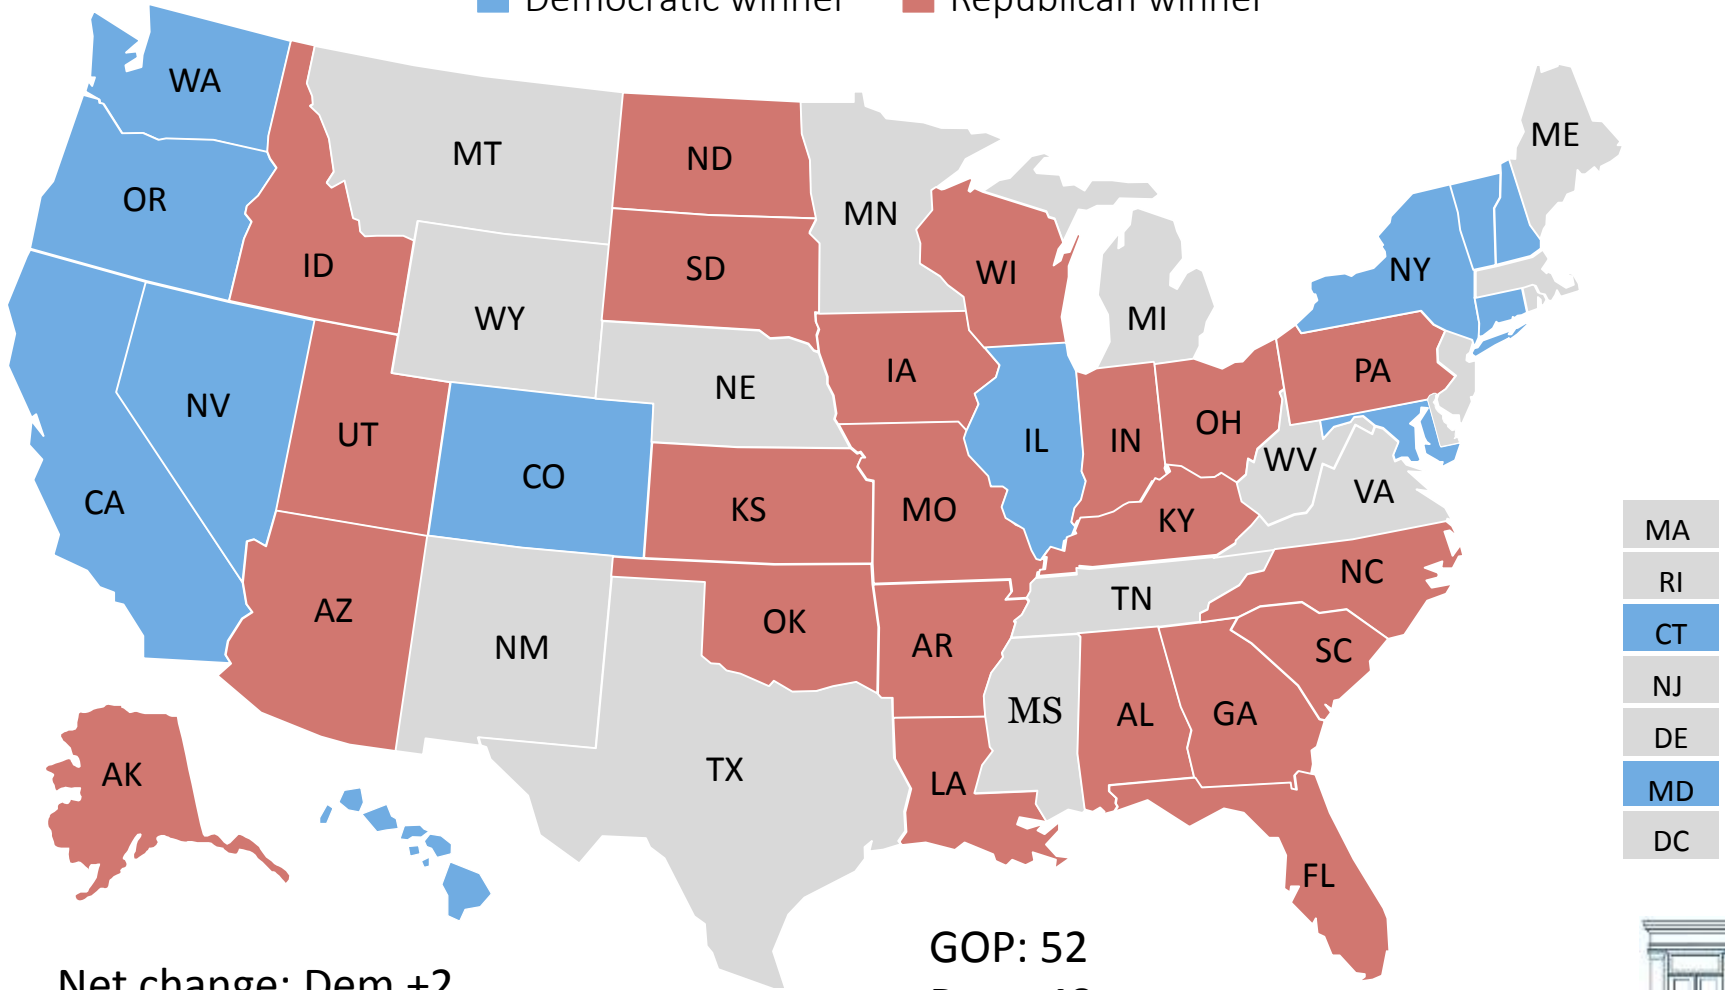 Democratic winner Republican winner
WA
ME
MT
ND
OR
MN
NY
ID
SD
WI
WY
MI
IA
PA
NE
NV
UT
OH
IL
IN
WV
CO
VA
CA
KS
MO
KY
MA
NC
RI
TN
AZ
OK
CT
NM
AR
SC
NJ
MS
AL
GA
DE
TX
AK
LA
MD
DC
FL
GOP: 52
Net change: Dem +2